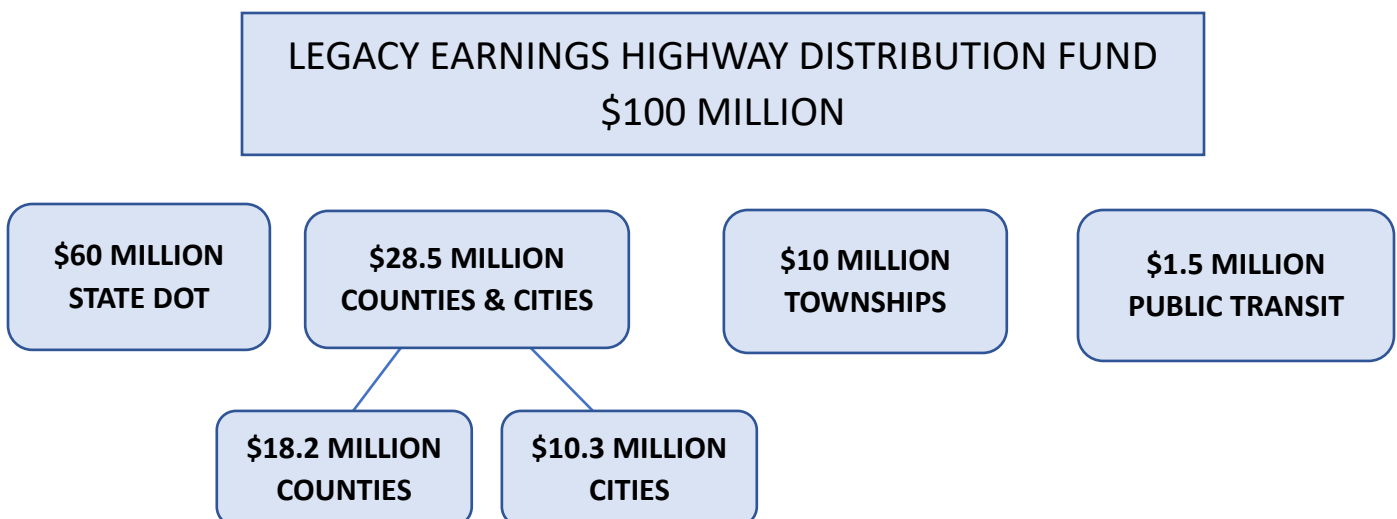 LEGACY EARNINGS HIGHWAY DISTRIBUTION FUND
$100 MILLION
$60 MILLION
STATE DOT
$28.5 MILLION
COUNTIES & CITIES
$10 MILLION
TOWNSHIPS
$1.5 MILLION
PUBLIC TRANSIT
$18.2 MILLION
COUNTIES
$10.3 MILLION
CITIES